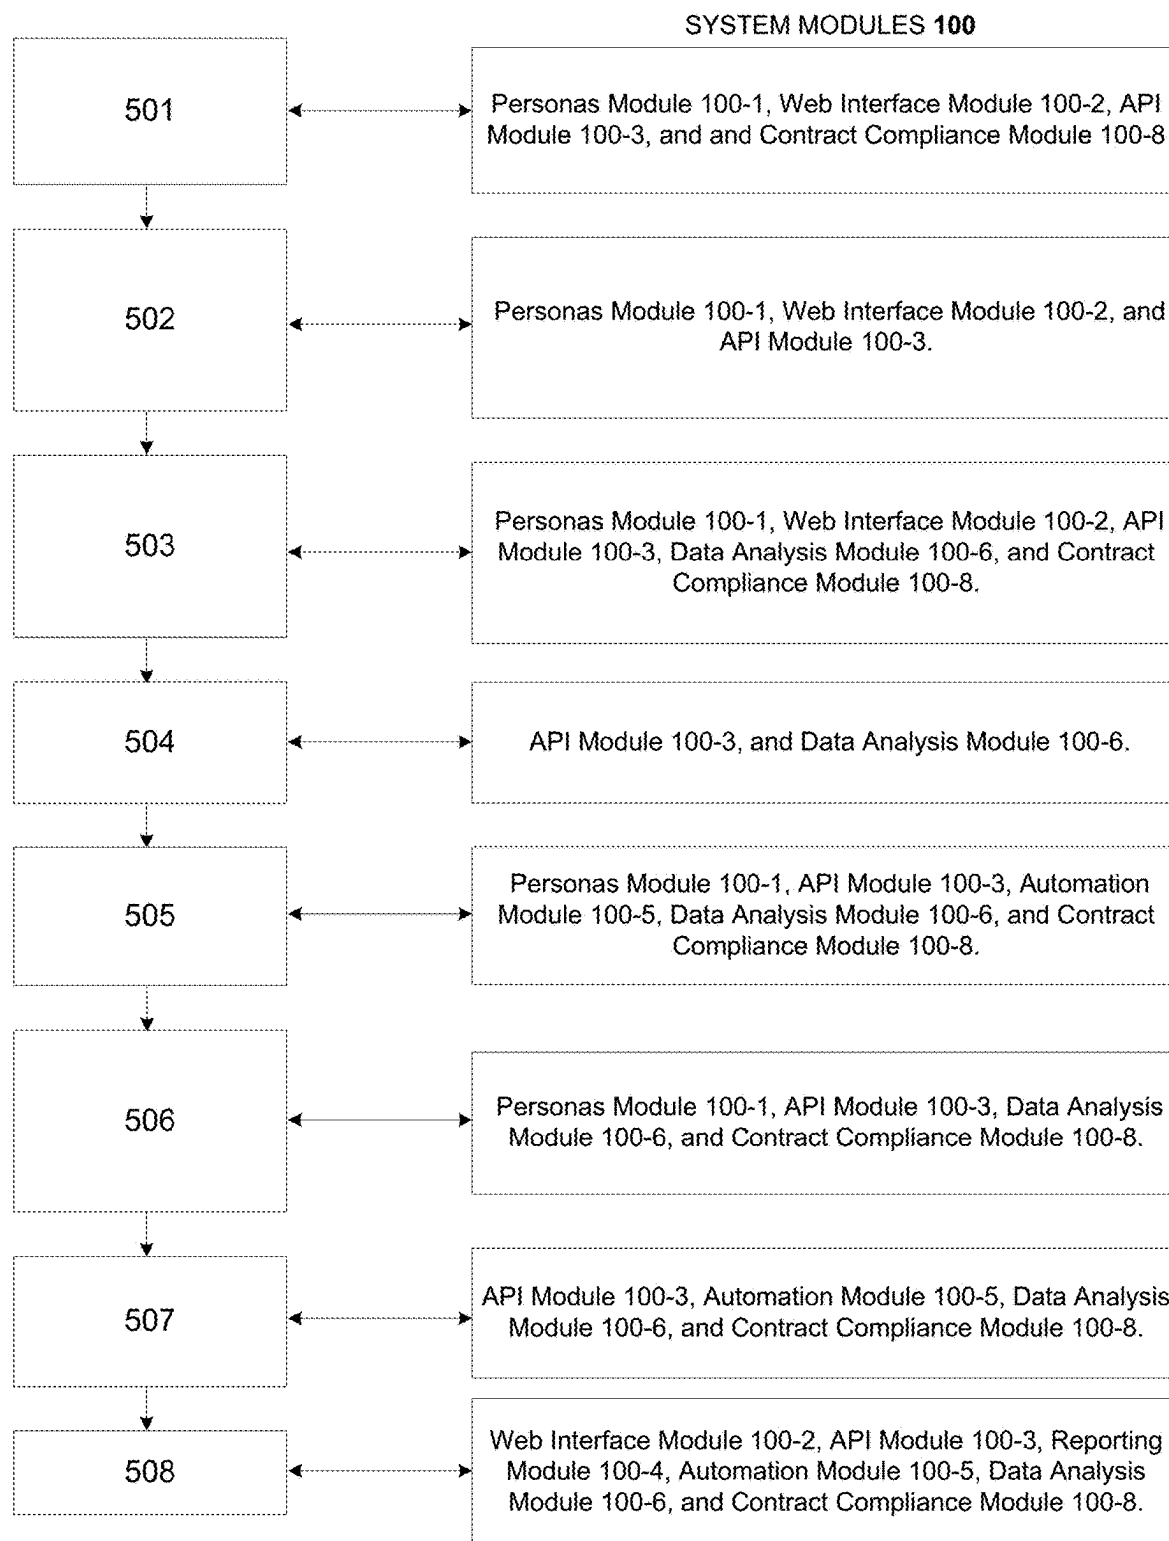 SYSTEM MODULES 100
501
Personas Module 100-1, Web Interface Module 100-2, API
Module 100-3, and and Contract Compliance Module 100-8
502
Personas Module 100-1, Web Interface Module 100-2, and
API Module 100-3.
503
Personas Module 100-1, Web Interface Module 100-2, API
Module 100-3, Data Analysis Module 100-6, and Contract
Compliance Module 100-8.
504
API Module 100-3, and Data Analysis Module 100-6.
505
Personas Module 100-1, API Module 100-3, Automation
Module 100-5, Data Analysis Module 100-6, and Contract
Compliance Module 100-8.
506
Personas Module 100-1, API Module 100-3, Data Analysis
Module 100-6, and Contract Compliance Module 100-8.
507
API Module 100-3, Automation Module 100-5, Data Analysis
Module 100-6, and Contract Compliance Module 100-8.
508
Web Interface Module 100-2, API Module 100-3, Reporting
Module 100-4, Automation Module 100-5, Data Analysis
Module 100-6, and Contract Compliance Module 100-8.